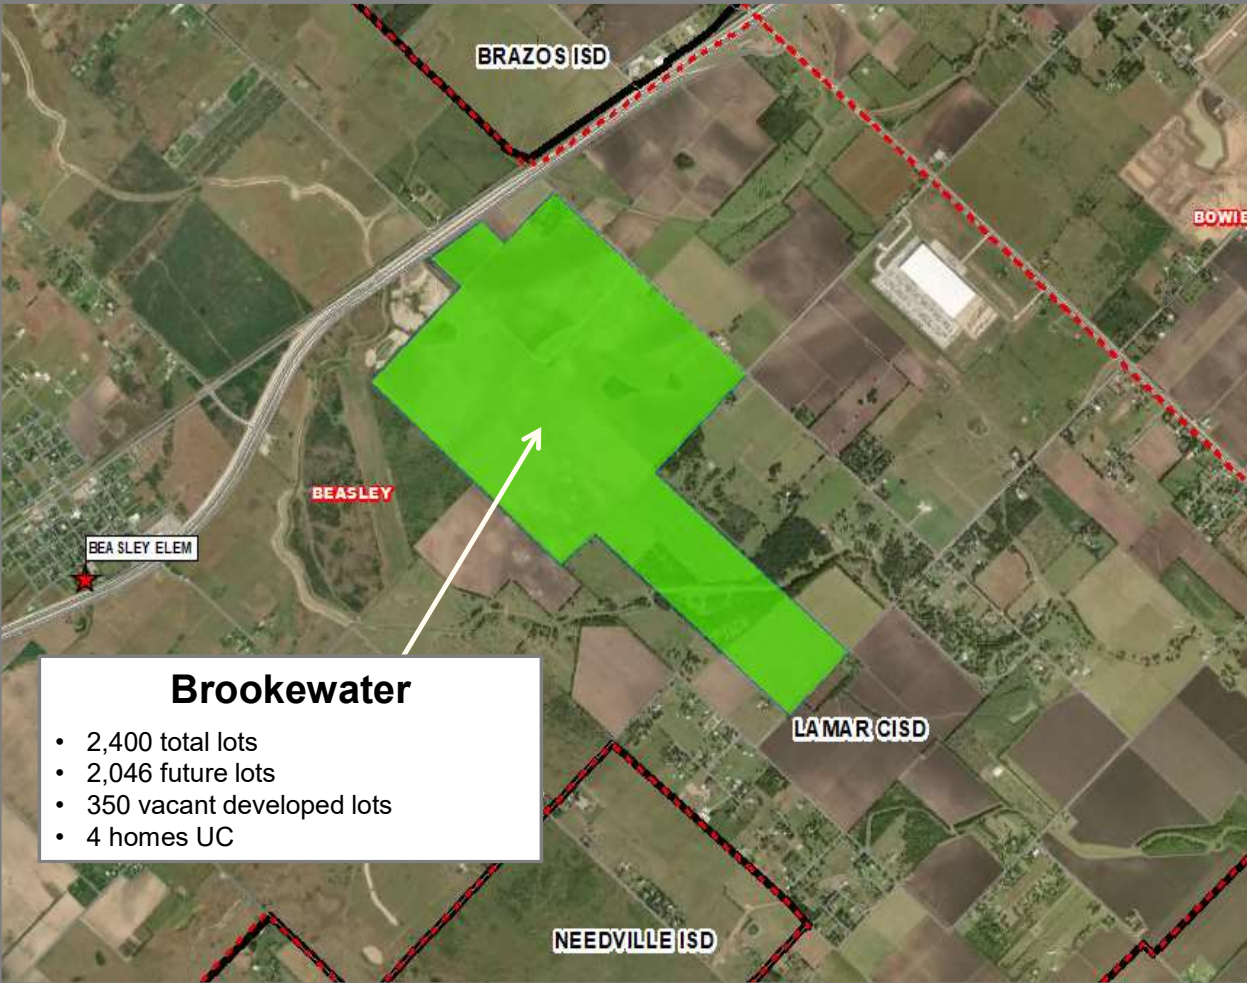 BRAZOS ISD
BOWIE
BEASLEY
BEASLEY ELEM
Brookewater
• 2,400 total lots
• 2,046 future lots
• 350 vacant developed lots
• 4 homes UC
LAMAR CISD
NEEDVILLE ISD